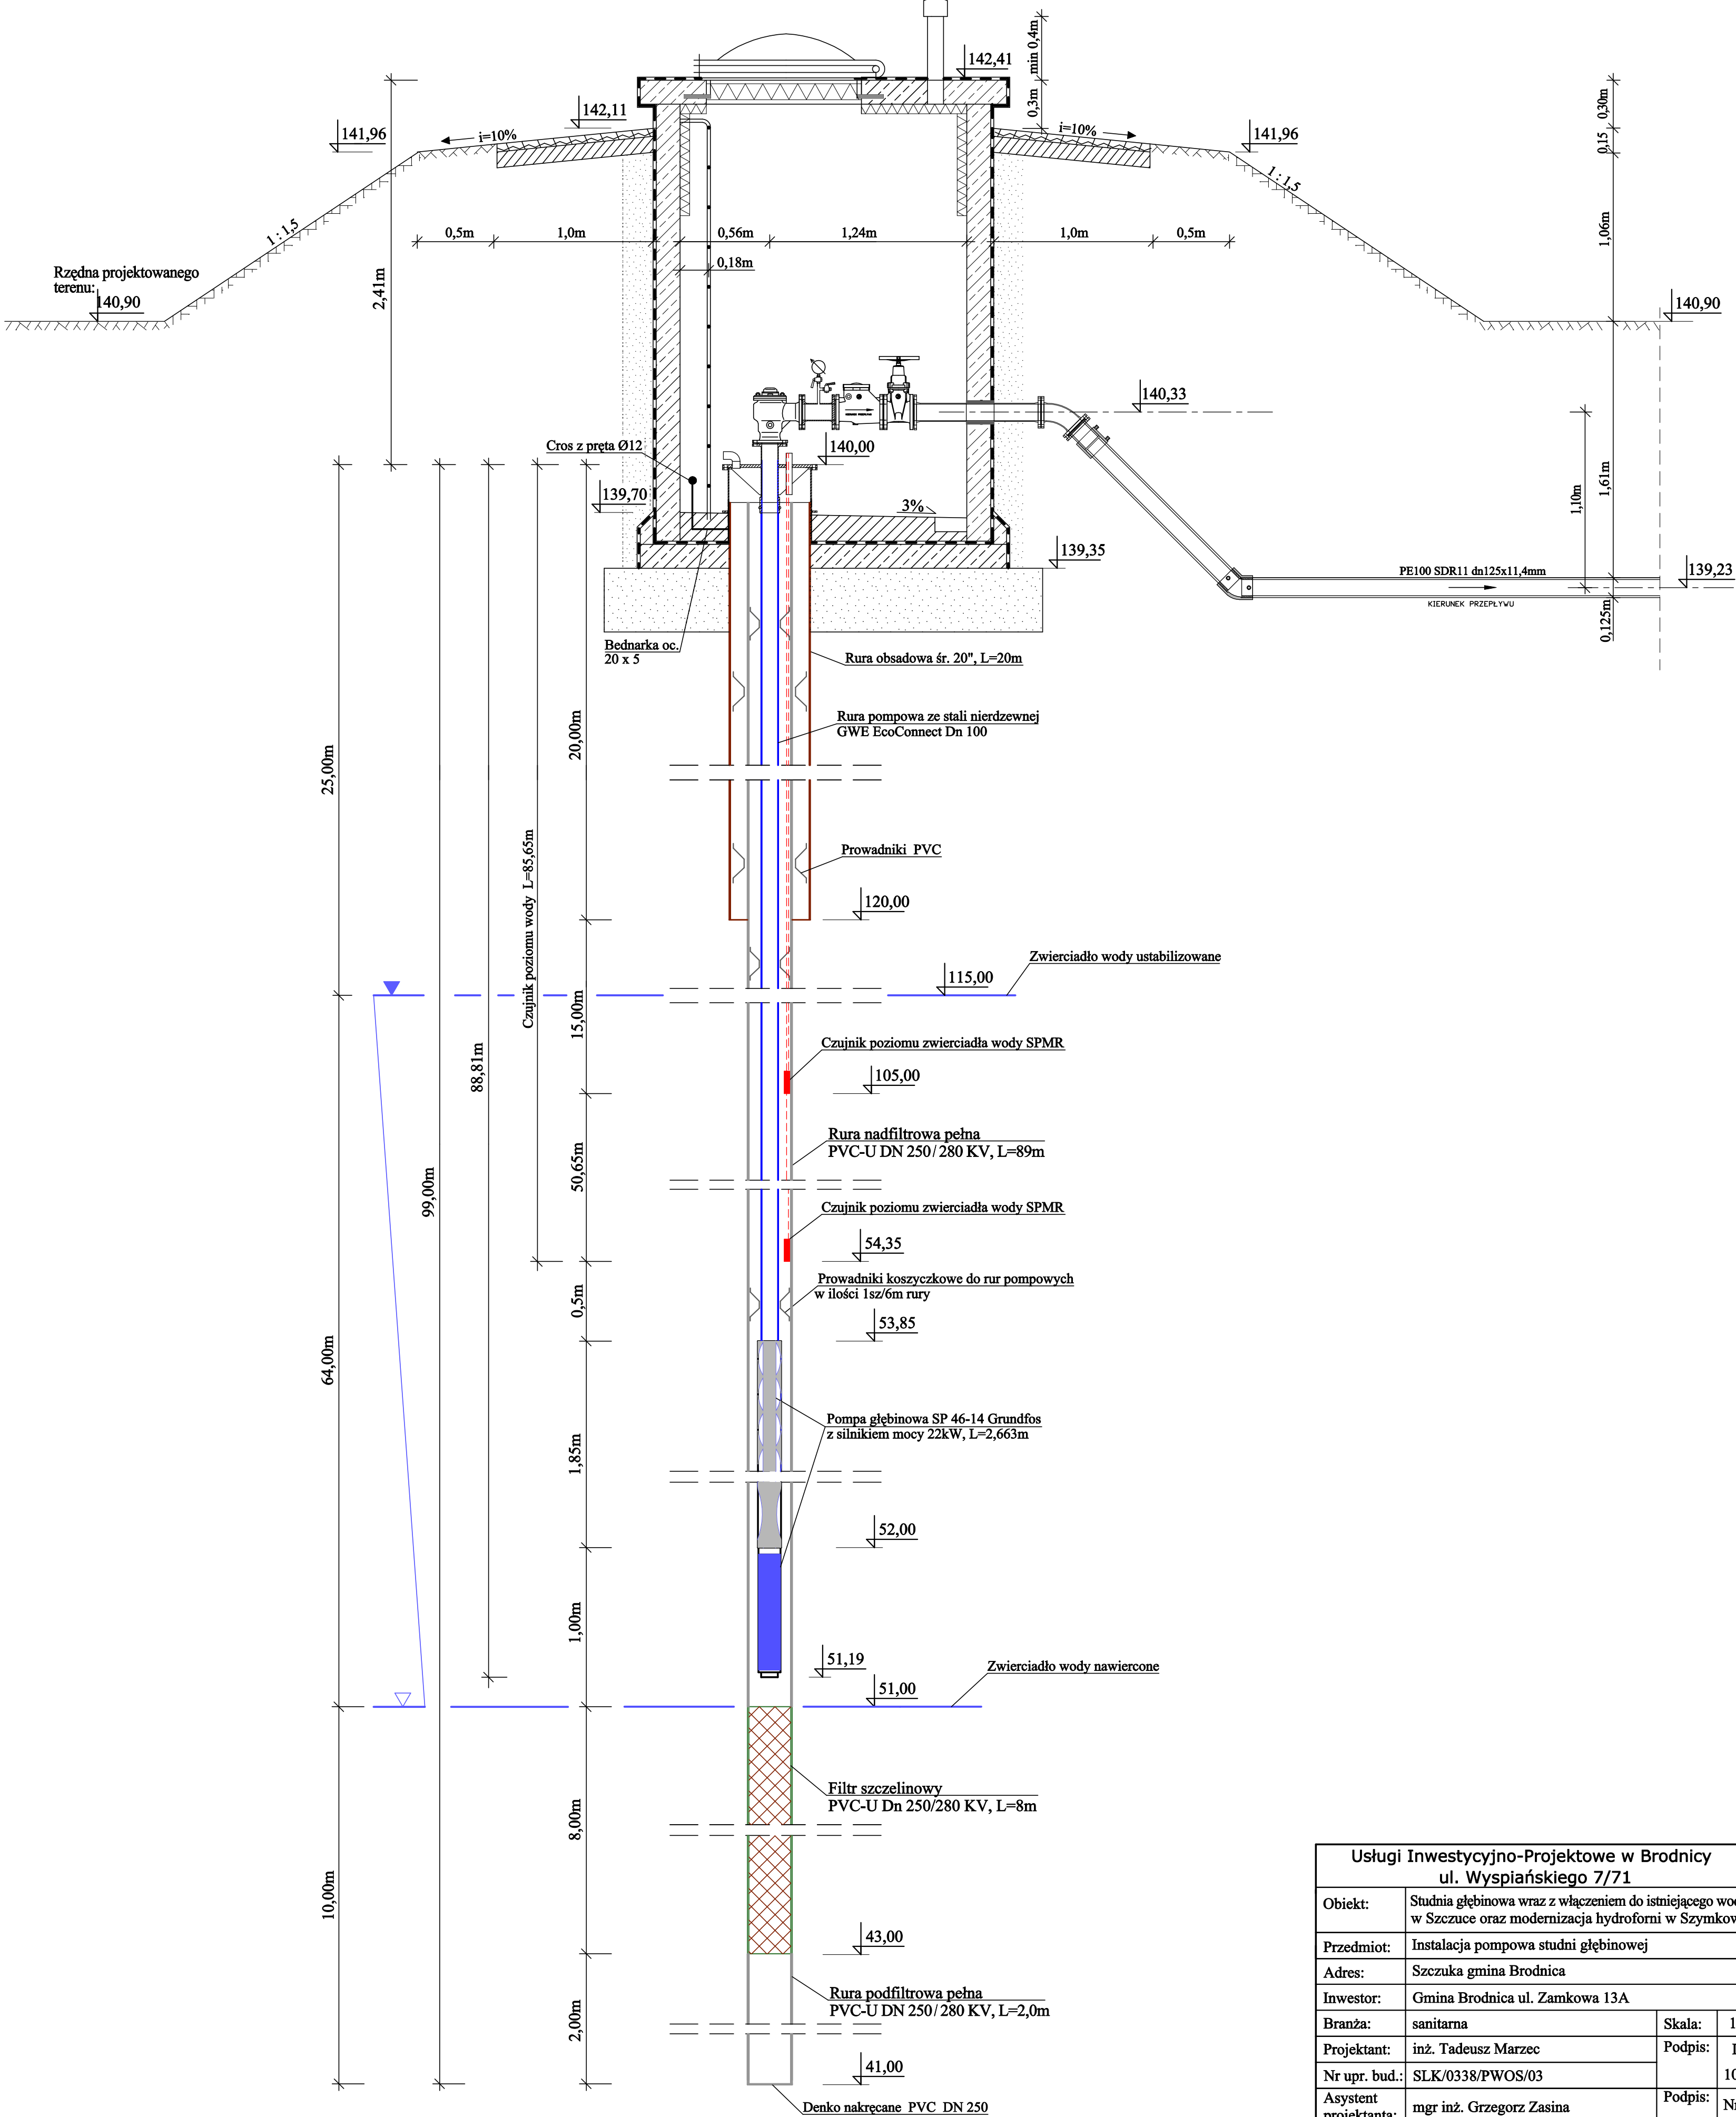 142,41
min 0,4m
0,3m
142,11
141,96
i=10%
i=10%
141,96
0,30m
0,15
1,06m
1 : 1,5
1 : 1,5
0,5m
1,0m
0,56m
1,24m
1,0m
0,5m
0,18m
2,41m
Rzędna projektowanego
terenu:
140,90
140,90
140,33
Cros z pręta Ø12
140,00
139,70
3%
1,10m
1,61m
139,35
PE100 SDR11 dn125x11,4mm
139,23
KIERUNEK PRZEPŁYWU
0,125m
Bednarka oc.
20 x 5
Rura obsadowa śr. 20", L=20m
Rura pompowa ze stali nierdzewnej
GWE EcoConnect Dn 100
20,00m
25,00m
Prowadniki PVC
Czujnik poziomu wody L=85,65m
120,00
Zwierciadło wody ustabilizowane
115,00
15,00m
Czujnik poziomu zwierciadła wody SPMR
88,81m
105,00
Rura nadfiltrowa pełna
PVC-U DN 250/ 280 KV, L=89m
50,65m
99,00m
Czujnik poziomu zwierciadła wody SPMR
54,35
Prowadniki koszyczkowe do rur pompowych
w ilości 1sz/6m rury
0,5m
53,85
64,00m
Pompa głębinowa SP 46-14 Grundfos
z silnikiem mocy 22kW, L=2,663m
1,85m
52,00
1,00m
51,19
Zwierciadło wody nawiercone
51,00
Filtr szczelinowy
PVC-U Dn 250/280 KV, L=8m
8,00m
10,00m
43,00
Rura podfiltrowa pełna
PVC-U DN 250/ 280 KV, L=2,0m
2,00m
41,00
Denko nakręcane PVC DN 250
Usługi Inwestycyjno-Projektowe w Brodnicy
ul. Wyspiańskiego 7/71
Obiekt: Studnia głębinowa wraz z włączeniem do istniejącego
w Szczuce oraz modernizacja hydroforni w
Przedmiot: Instalacja pompowa studni głębinowej
Adres: Szczuka gmina Brodnica
Inwestor: Gmina Brodnica ul. Zamkowa 13A
Branża: sanitarna Skala: 1
Projektant: inż. Tadeusz Marzec Podpis:
Nr upr. bud.: SLK/0338/PWOS/03 10
Asystent
projektanta: mgr inż. Grzegorz Zasina Podpis: